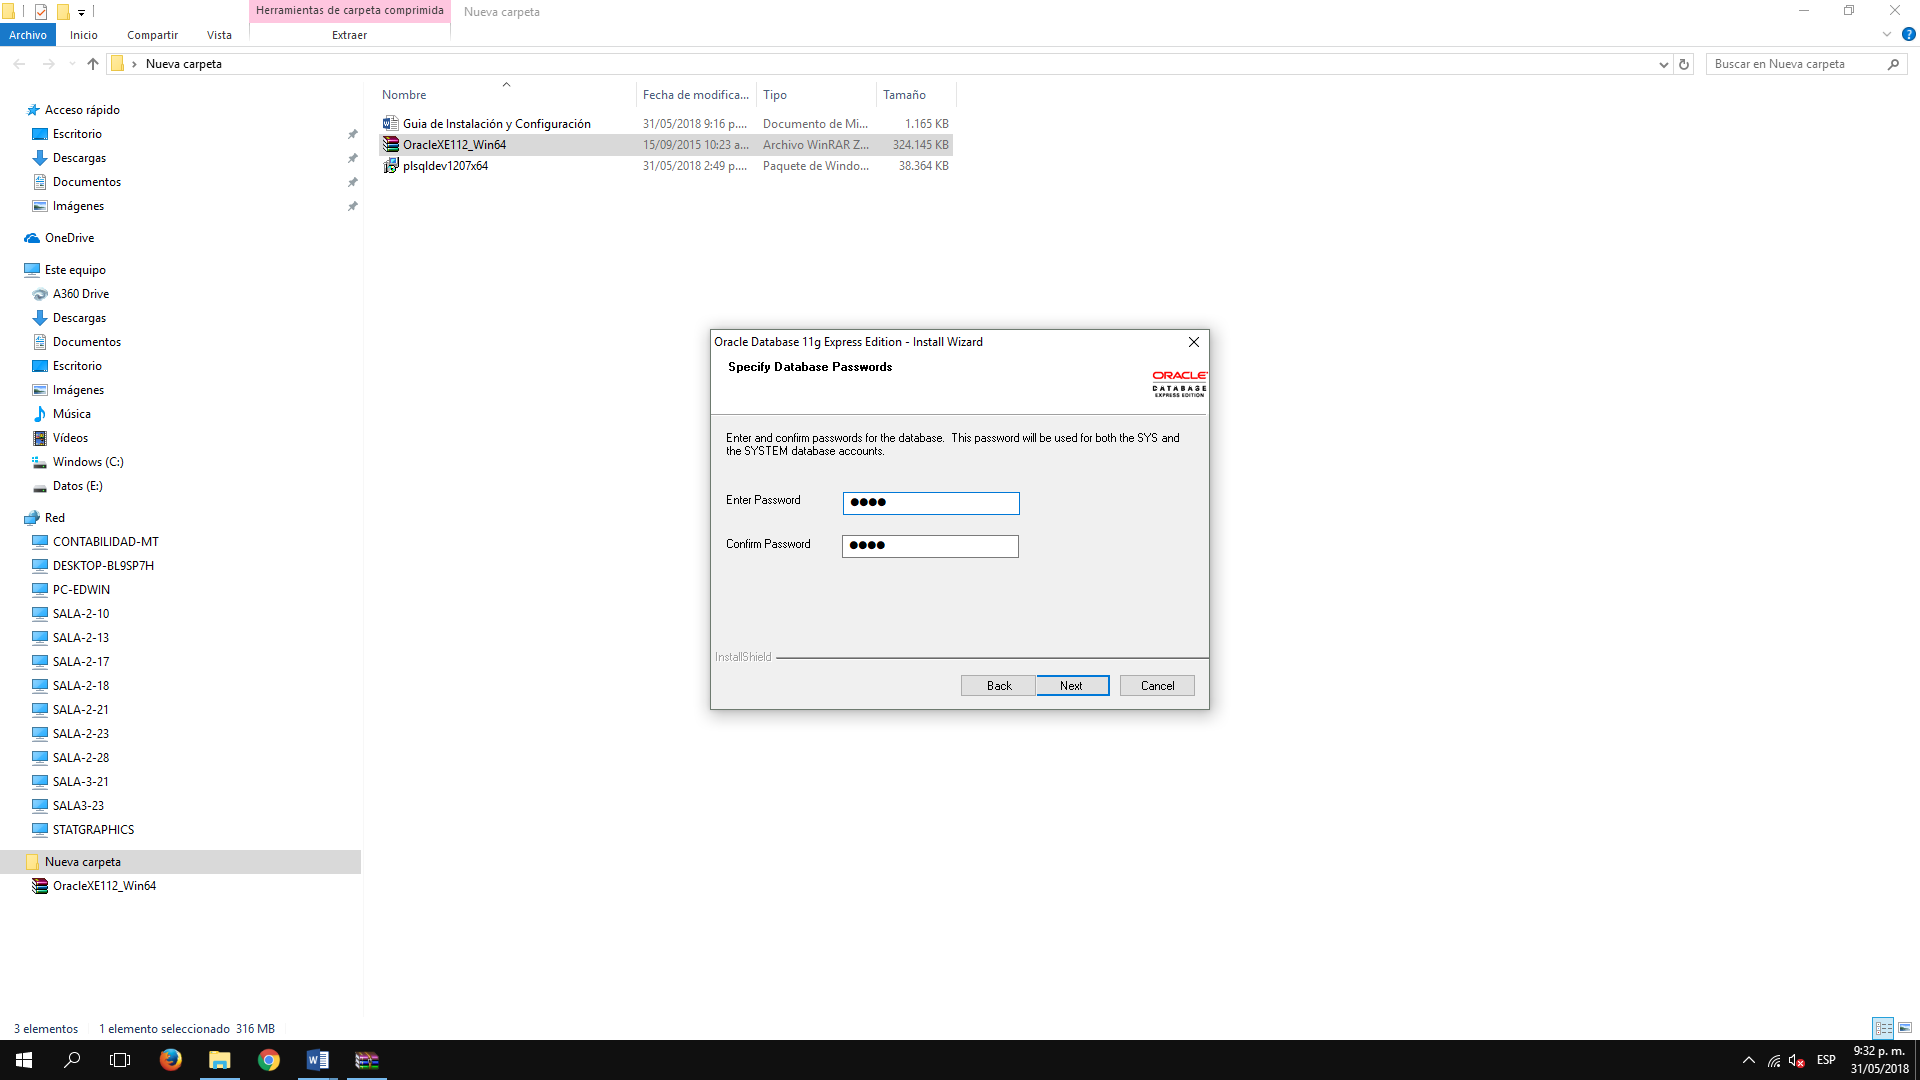 Herramientas de carpeta comprimida
Nueva carpeta
Archivo
Inicio
Compartir
Vista
Extraer
Nueva carpeta
Buscar en Nueva carpeta
Nombre
Fecha de modifica...
Tipo
Tamaño
Guia de Instalación y Configuración
31/05/2018 9:16 p....
Documento de Mi...
1.165 KB
OracleXE112_Win64
15/09/2015 10:23 a...
Archivo WinRAR Z...
324.145 KB
plsqldev1207x64
31/05/2018 2:49 p....
Paquete de Windo...
38.364 KB
Acceso rápido
Escritorio
Descargas
Documentos
Imágenes
OneDrive
Este equipo
A360 Drive
Descargas
Documentos
Escritorio
Imágenes
Música
Vídeos
Windows (C:)
Datos (E:)
Red
CONTABILIDAD-MT
DESKTOP-BL9SP7H
PC-EDWIN
SALA-2-10
SALA-2-13
SALA-2-17
SALA-2-18
SALA-2-21
SALA-2-23
SALA-2-28
SALA-3-21
SALA3-23
STATGRAPHICS
Nueva carpeta
OracleXE112_Win64
Oracle Database 11g Express Edition - Install Wizard
Specify Database Passwords
ORACLE
DATABASE
EXPRESS EDITION
Enter and confirm passwords for the database. This password will be used for both the SYS and
the SYSTEM database accounts.
Enter Password
Confirm Password
InstallShield
Back
Next
Cancel
3 elementos
1 elemento seleccionado 316 MB
ESP
9:32 p. m.
31/05/2018